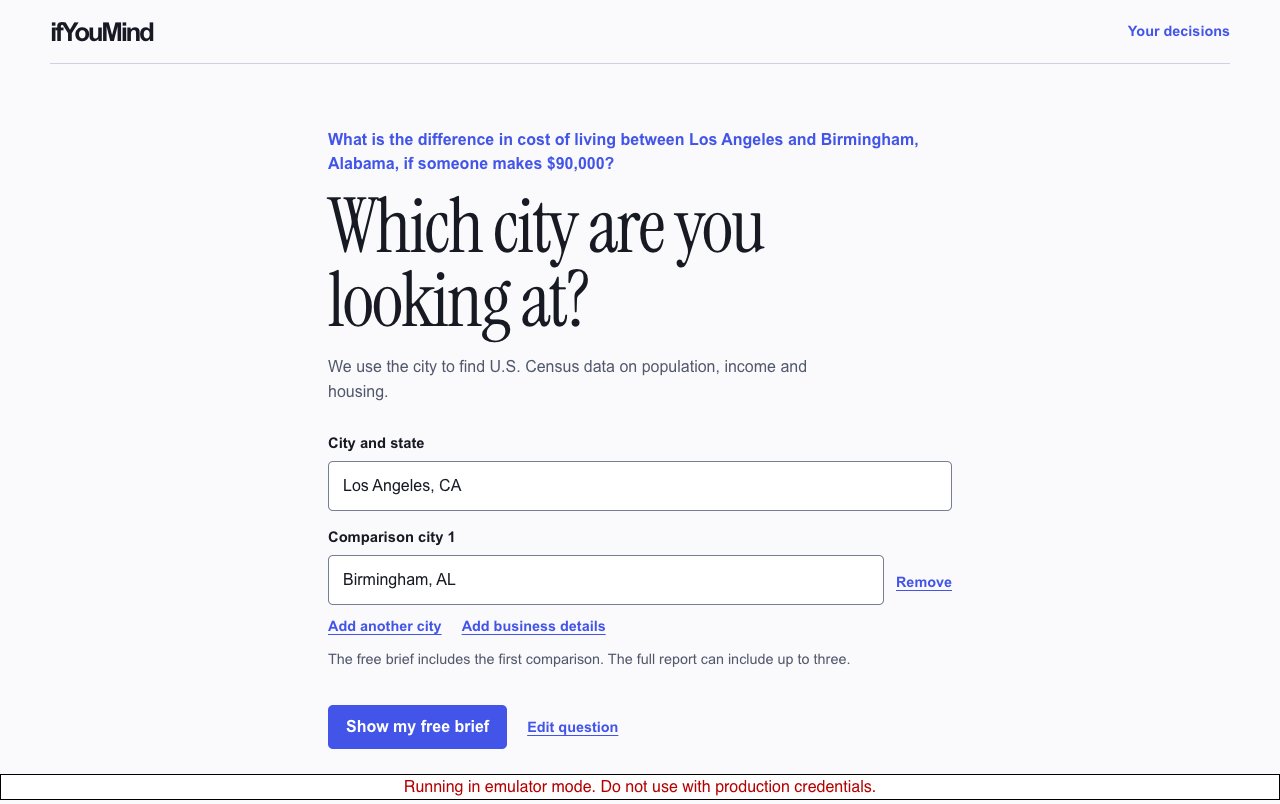 ifYouMind
Your decisions
What is the difference in cost of living between Los Angeles and Birmingham,
Alabama, if someone makes $90,000?
Which city are you
looking at?
We use the city to find U.S. Census data on population, income and
housing.
City and state
Los Angeles, CA
Comparison city 1
Birmingham, AL
Remove
Add another city
Add business details
The free brief includes the first comparison. The full report can include up to three.
Show my free brief
Edit question
Running in emulator mode. Do not use with production credentials.